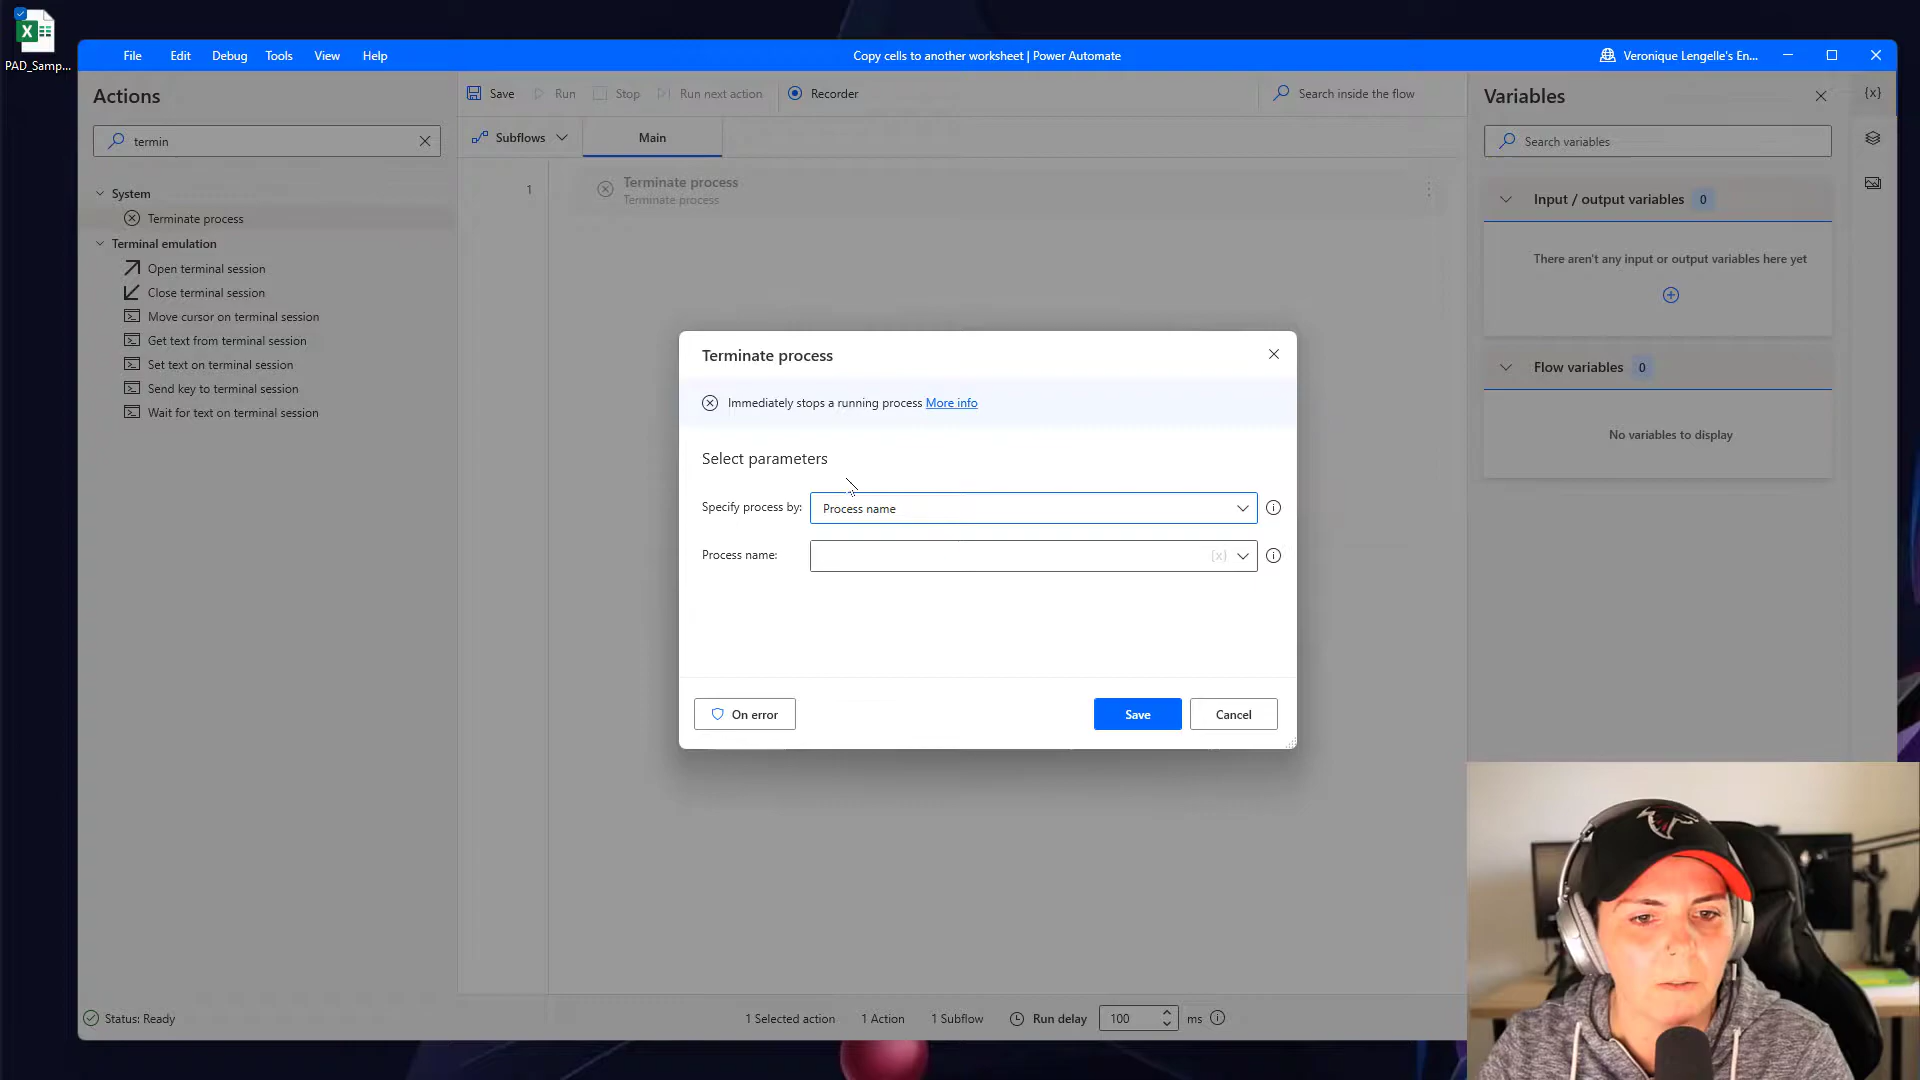 PAD_Samp...
File Edit Debug Tools View Help
Copy cells to another worksheet | Power Automate
Veronique Lengelle's En...
Actions
termin
System
Terminate process
Terminal emulation
Open terminal session
Close terminal session
Move cursor on terminal session
Get text from terminal session
Set text on terminal session
Send key to terminal session
Wait for text on terminal session
Save Run Stop Run next action Recorder
Search inside the flow
Subflows Main
1
Terminate process
Terminate process
Terminate process
Immediately stops a running process More info
Select parameters
Specify process by: Process name
Process name: {x}
On error
Save Cancel
Variables
{x}
Search variables
Input / output variables 0
There aren't any input or output variables here yet
Flow variables 0
No variables to display
Status: Ready
1 Selected action 1 Action 1 Subflow Run delay 100 ms